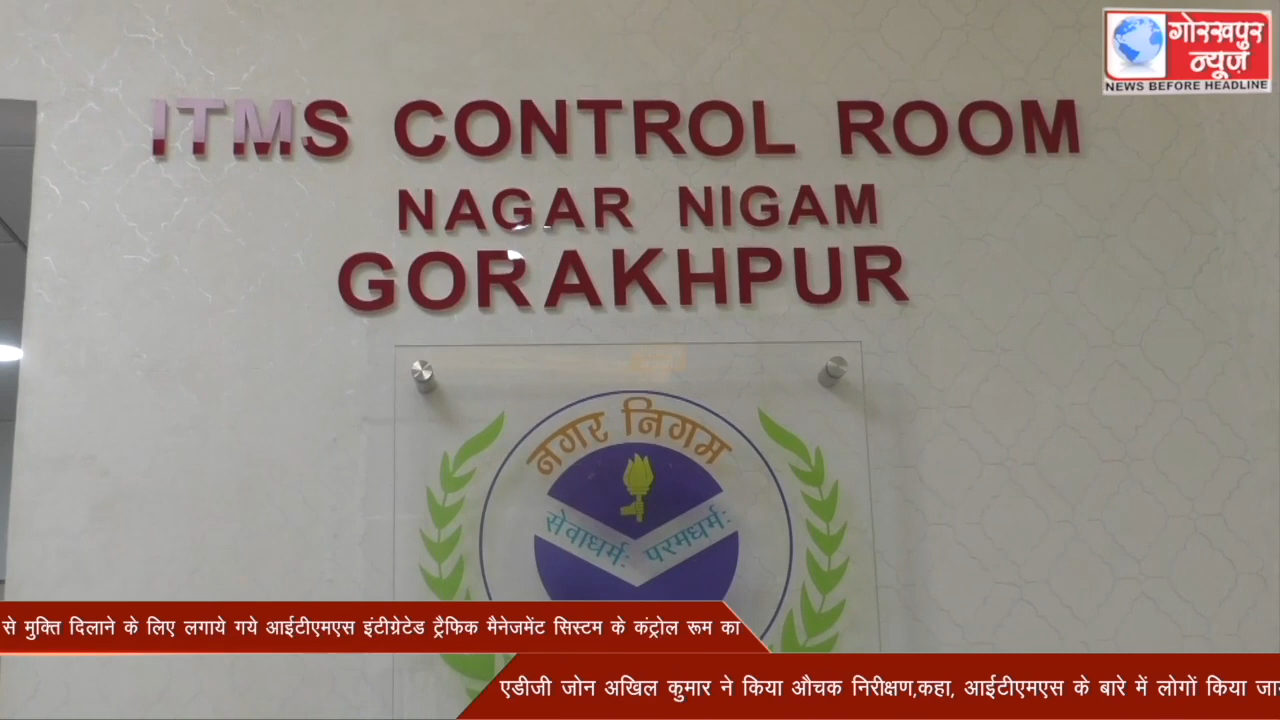 गोरखपुर
न्यूज़
NEWS BEFORE HEADLINE
ITMS CONTROL ROOM
NAGAR NIGAM
GORAKHPUR
नगर निगम
सेवाधर्मः परमधर्मः
से मुक्ति दिलाने के लिए लगाये गये आईटीएमएस इंटीग्रेटेड ट्रैफिक मैनेजमेंट सिस्टम के कंट्रोल रूम का
एडीजी जोन अखिल कुमार ने किया औचक निरीक्षण,कहा, आईटीएमएस के बारे में लोगों किया